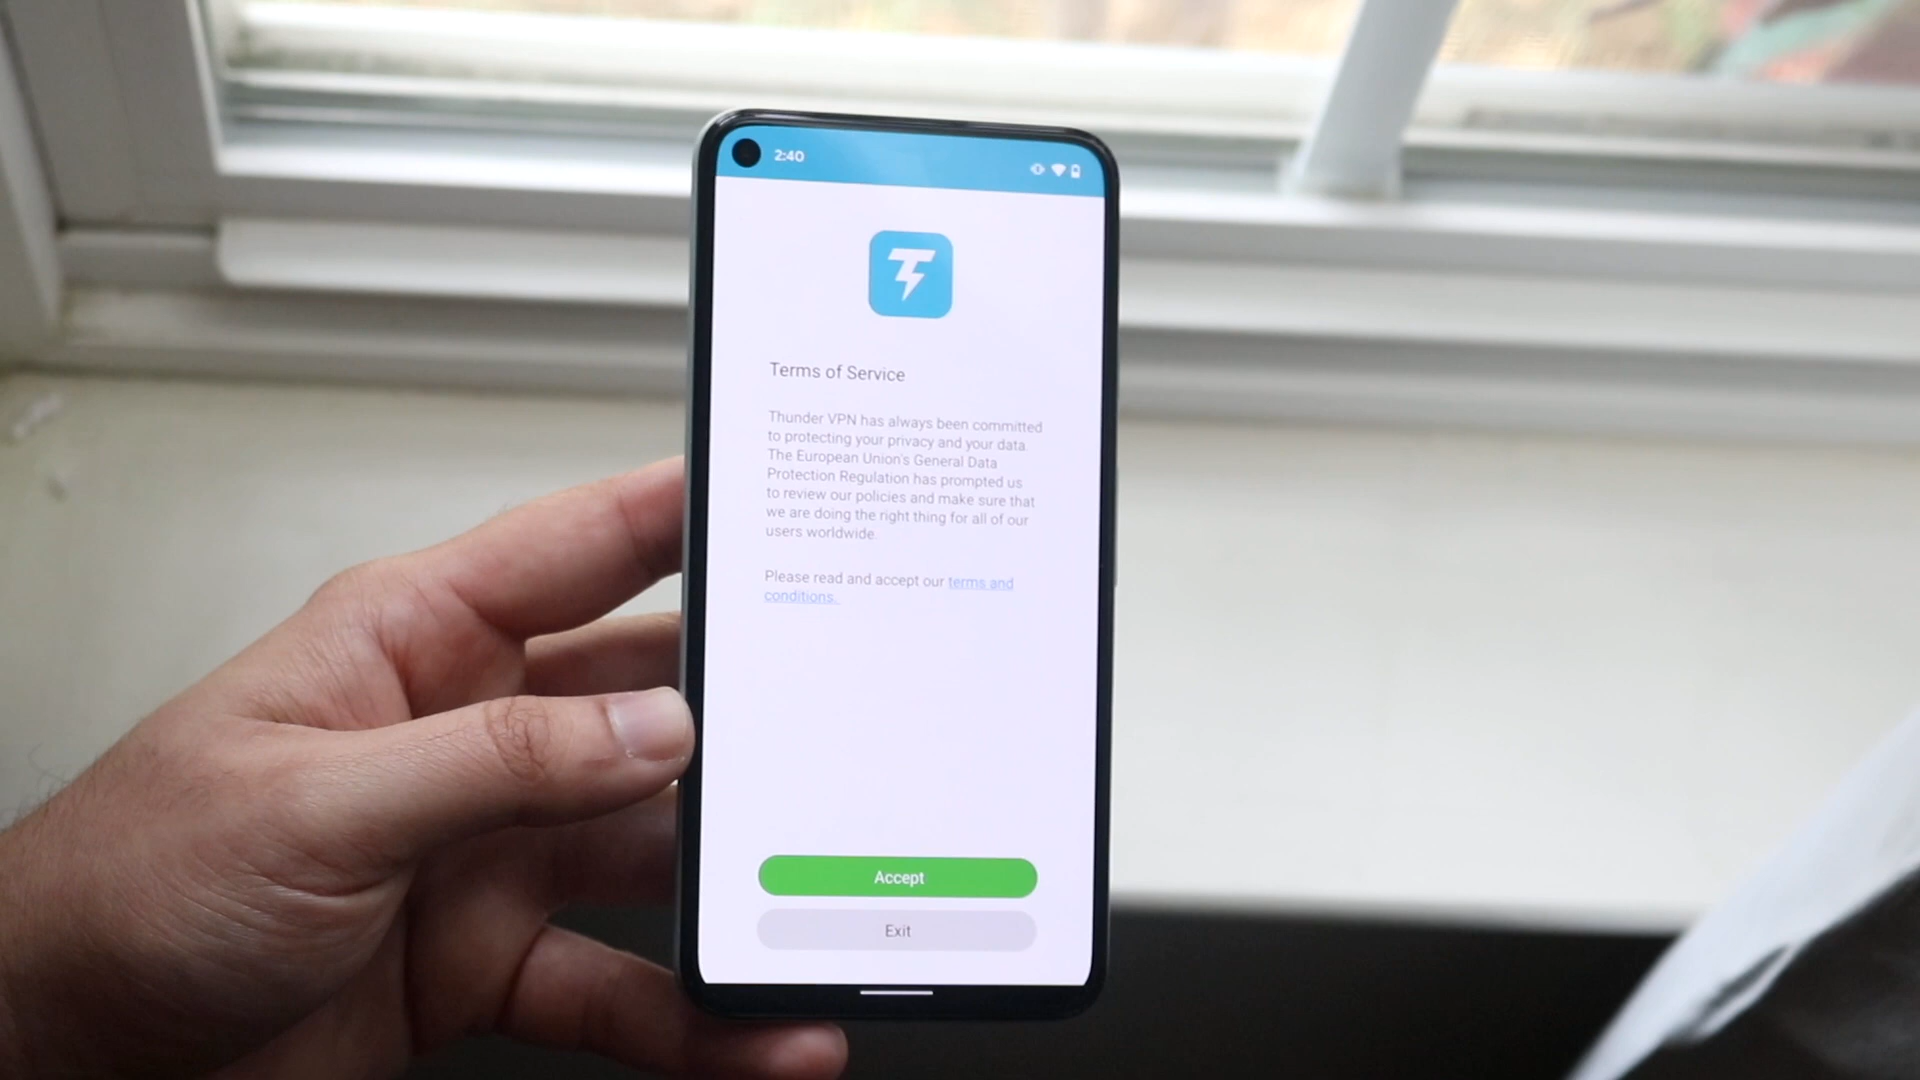 2:40
Terms of Service
Thunder VPN has always been committed
to protecting your privacy and your data.
The European Union's General Data
Protection Regulation has prompted us
to review our policies and make sure that
we are doing the right thing for all of our
users worldwide.
Please read and accept our terms and
conditions.
Accept
Exit